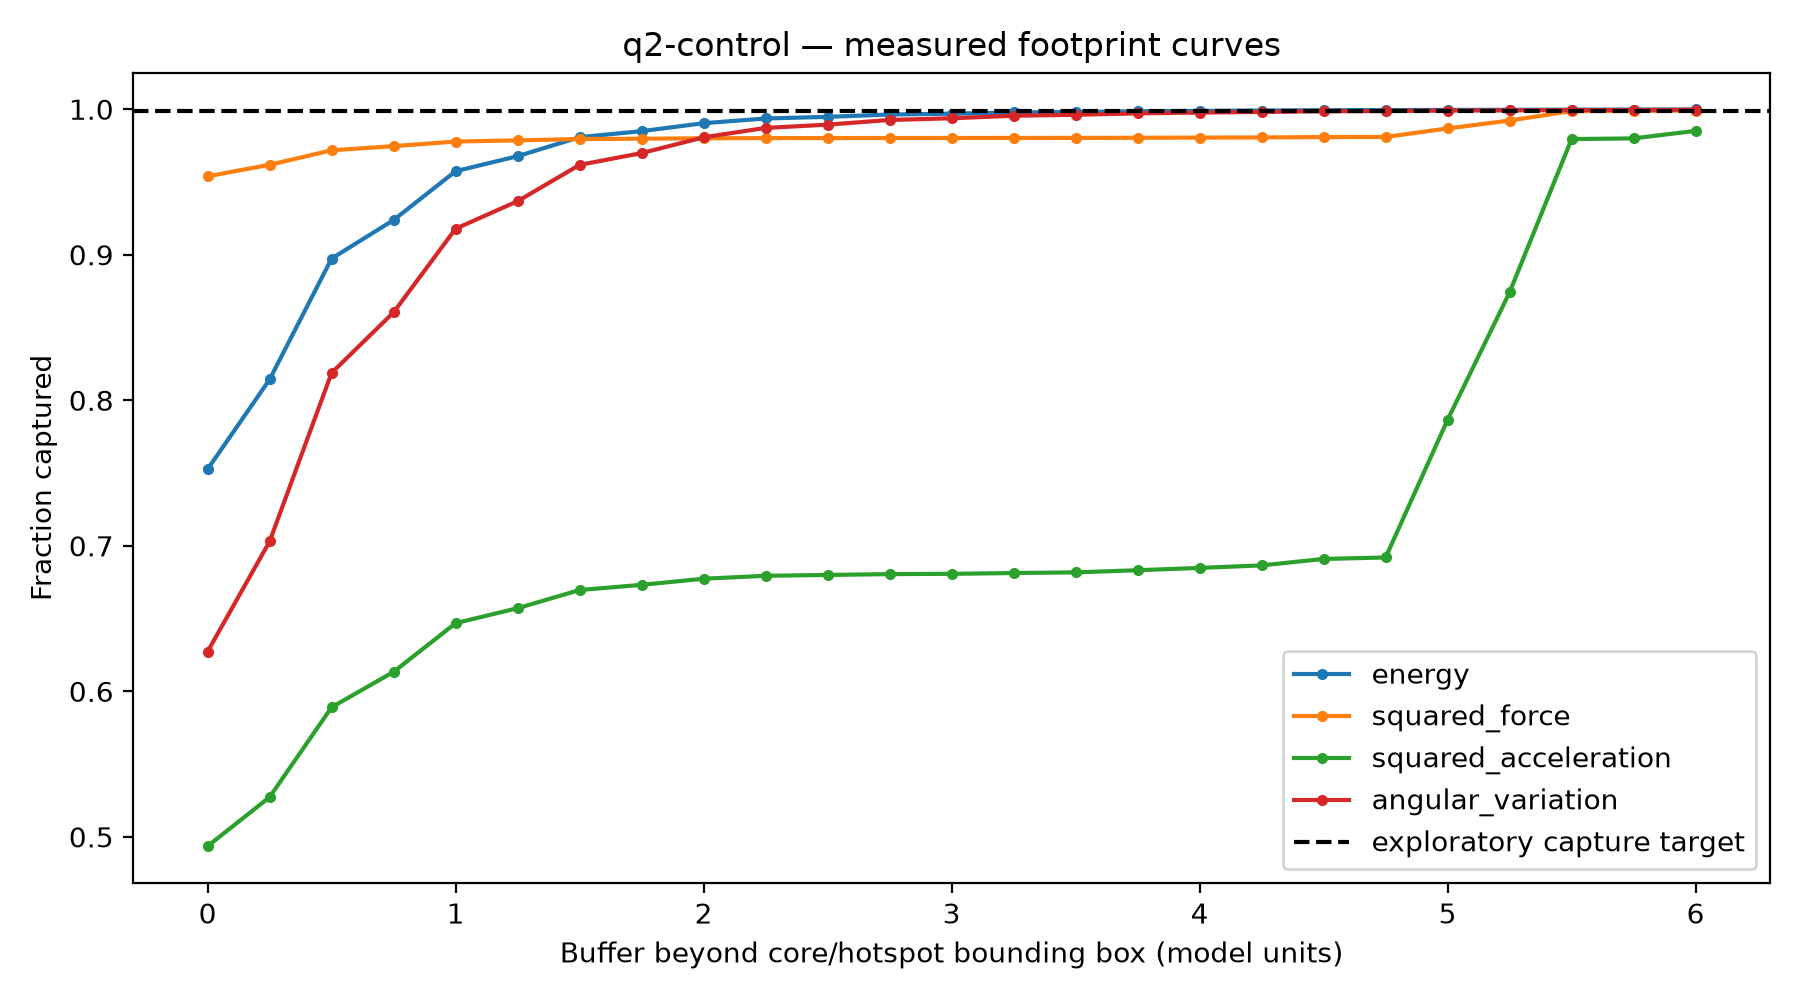 q2-control — measured footprint curves
Fraction captured
1.0
0.9
0.8
0.7
0.6
0.5
energy
squared_force
squared_acceleration
angular_variation
exploratory capture target
0 1 2 3 4 5 6
Buffer beyond core/hotspot bounding box (model units)